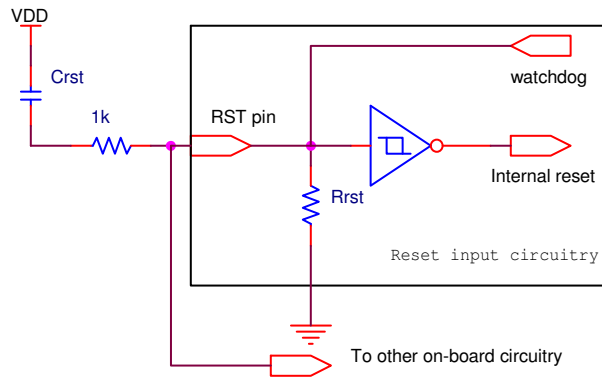 VDD
Crst
1k
RST pin
watchdog
Internal reset
Rrst
Reset input circuitry
To other on-board circuitry